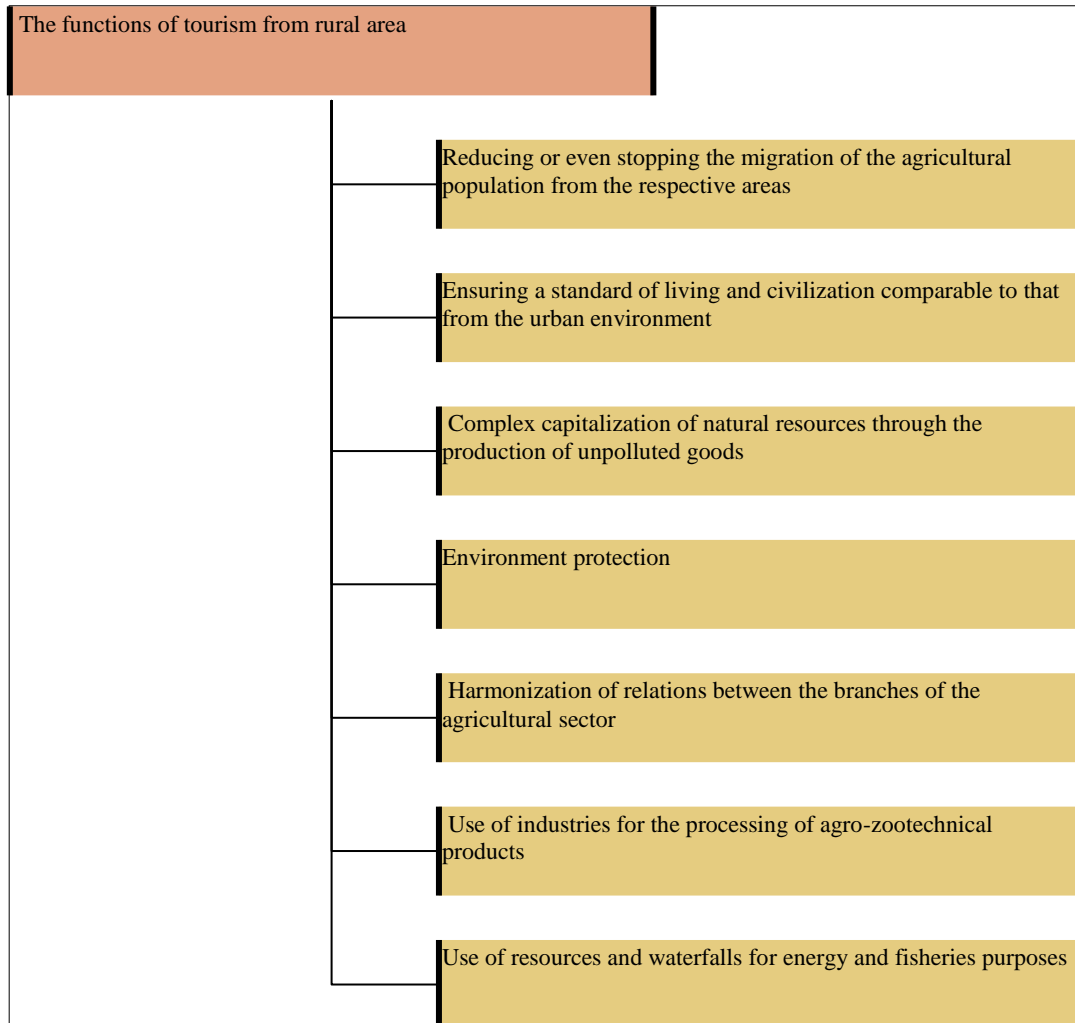 The functions of tourism from rural area
Reducing or even stopping the migration of the agricultural
population from the respective areas
Ensuring a standard of living and civilization comparable to that
from the urban environment
Complex capitalization of natural resources through the
production of unpolluted goods
Environment protection
Harmonization of relations between the branches of the
agricultural sector
Use of industries for the processing of agro-zootechnical
products
Use of resources and waterfalls for energy and fisheries purposes